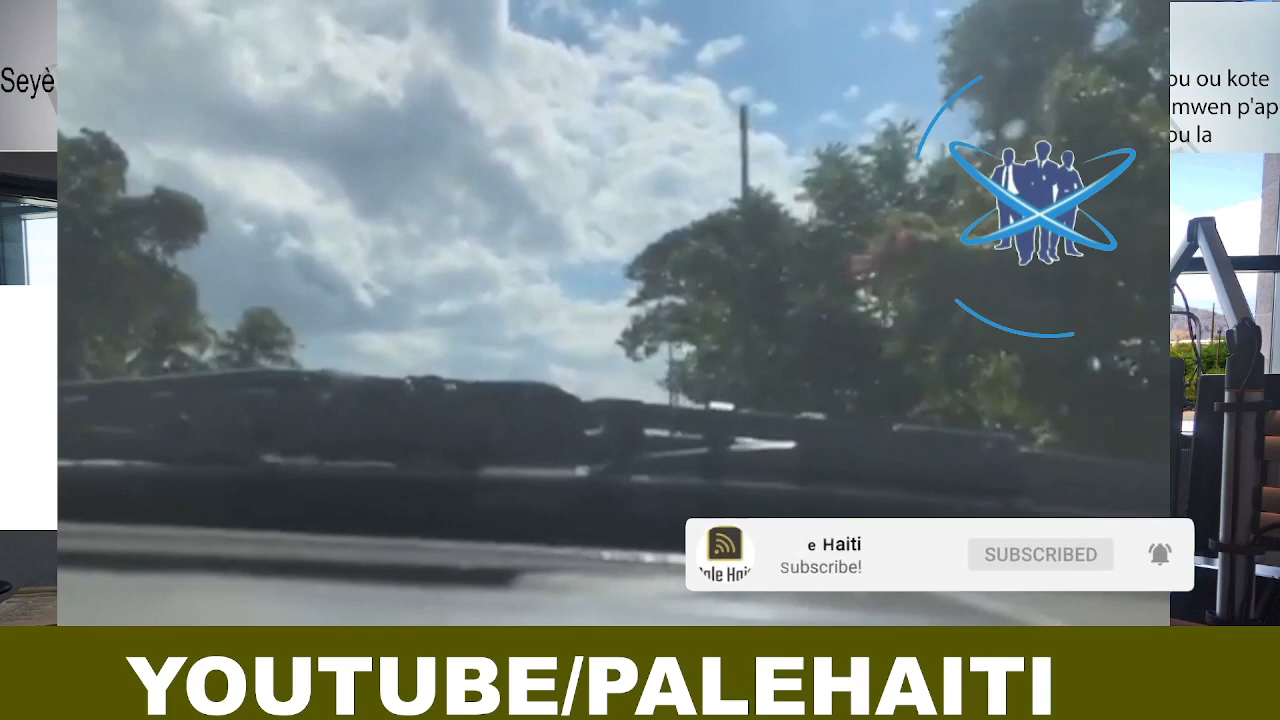 Seyè
ou ou kote
mwen p'ap
ou la
e Haiti
Subscribe!
SUBSCRIBED
YOUTUBE/PALEHAITI